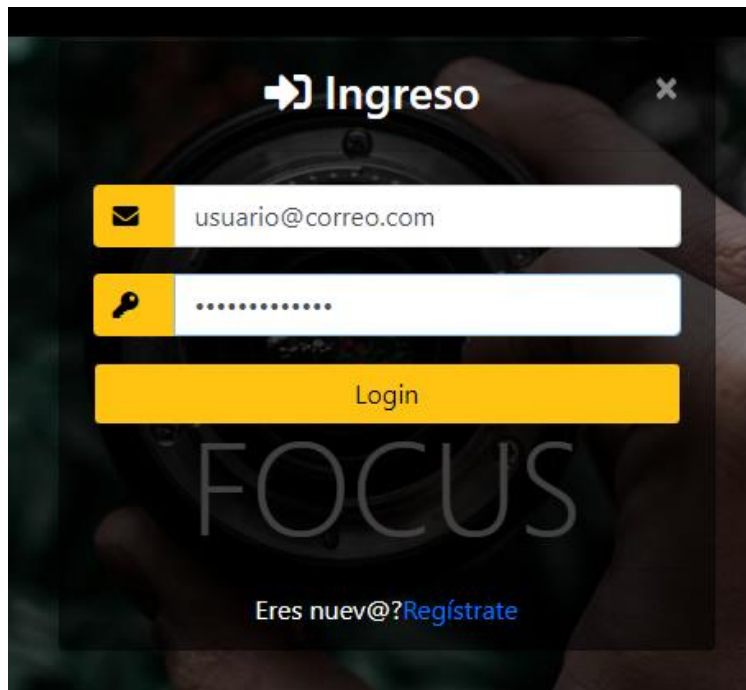 Ingreso
×
usuario@correo.com
•••••••••••••
Login
FOCUS
Eres nuev@?Regístrate